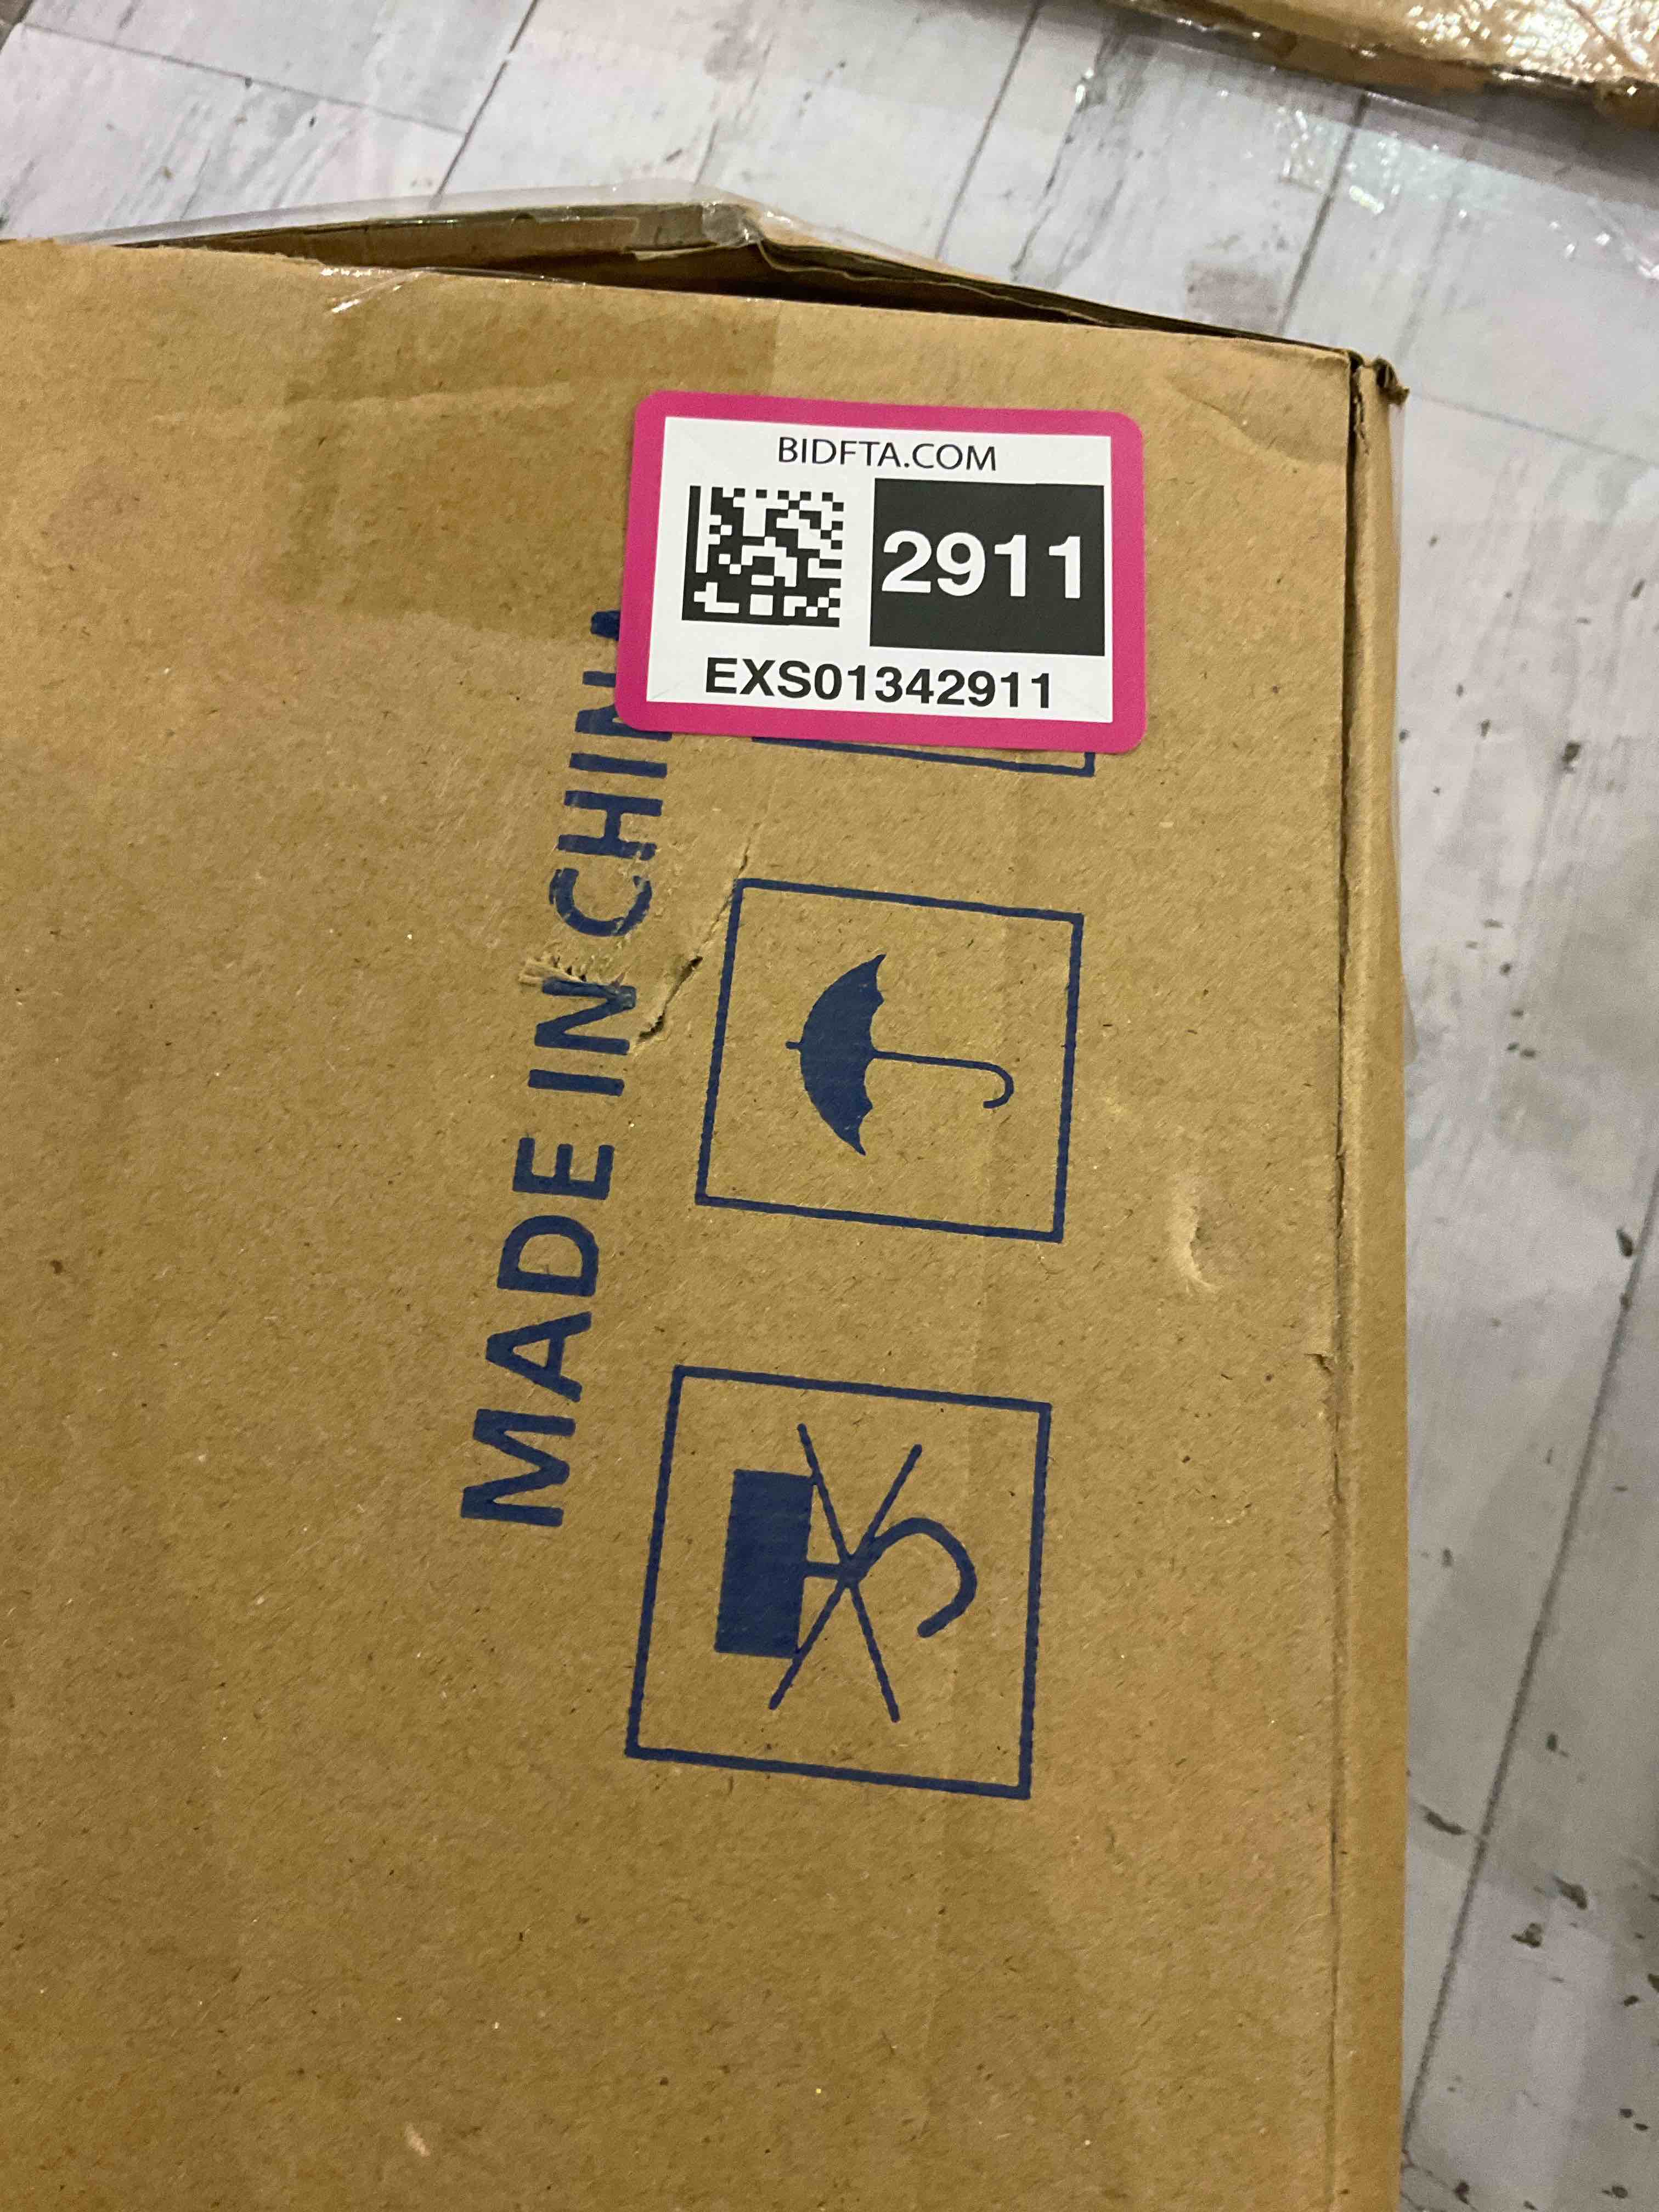 BIDFTA.COM
2911
EXS01342911
MADE IN CHINA